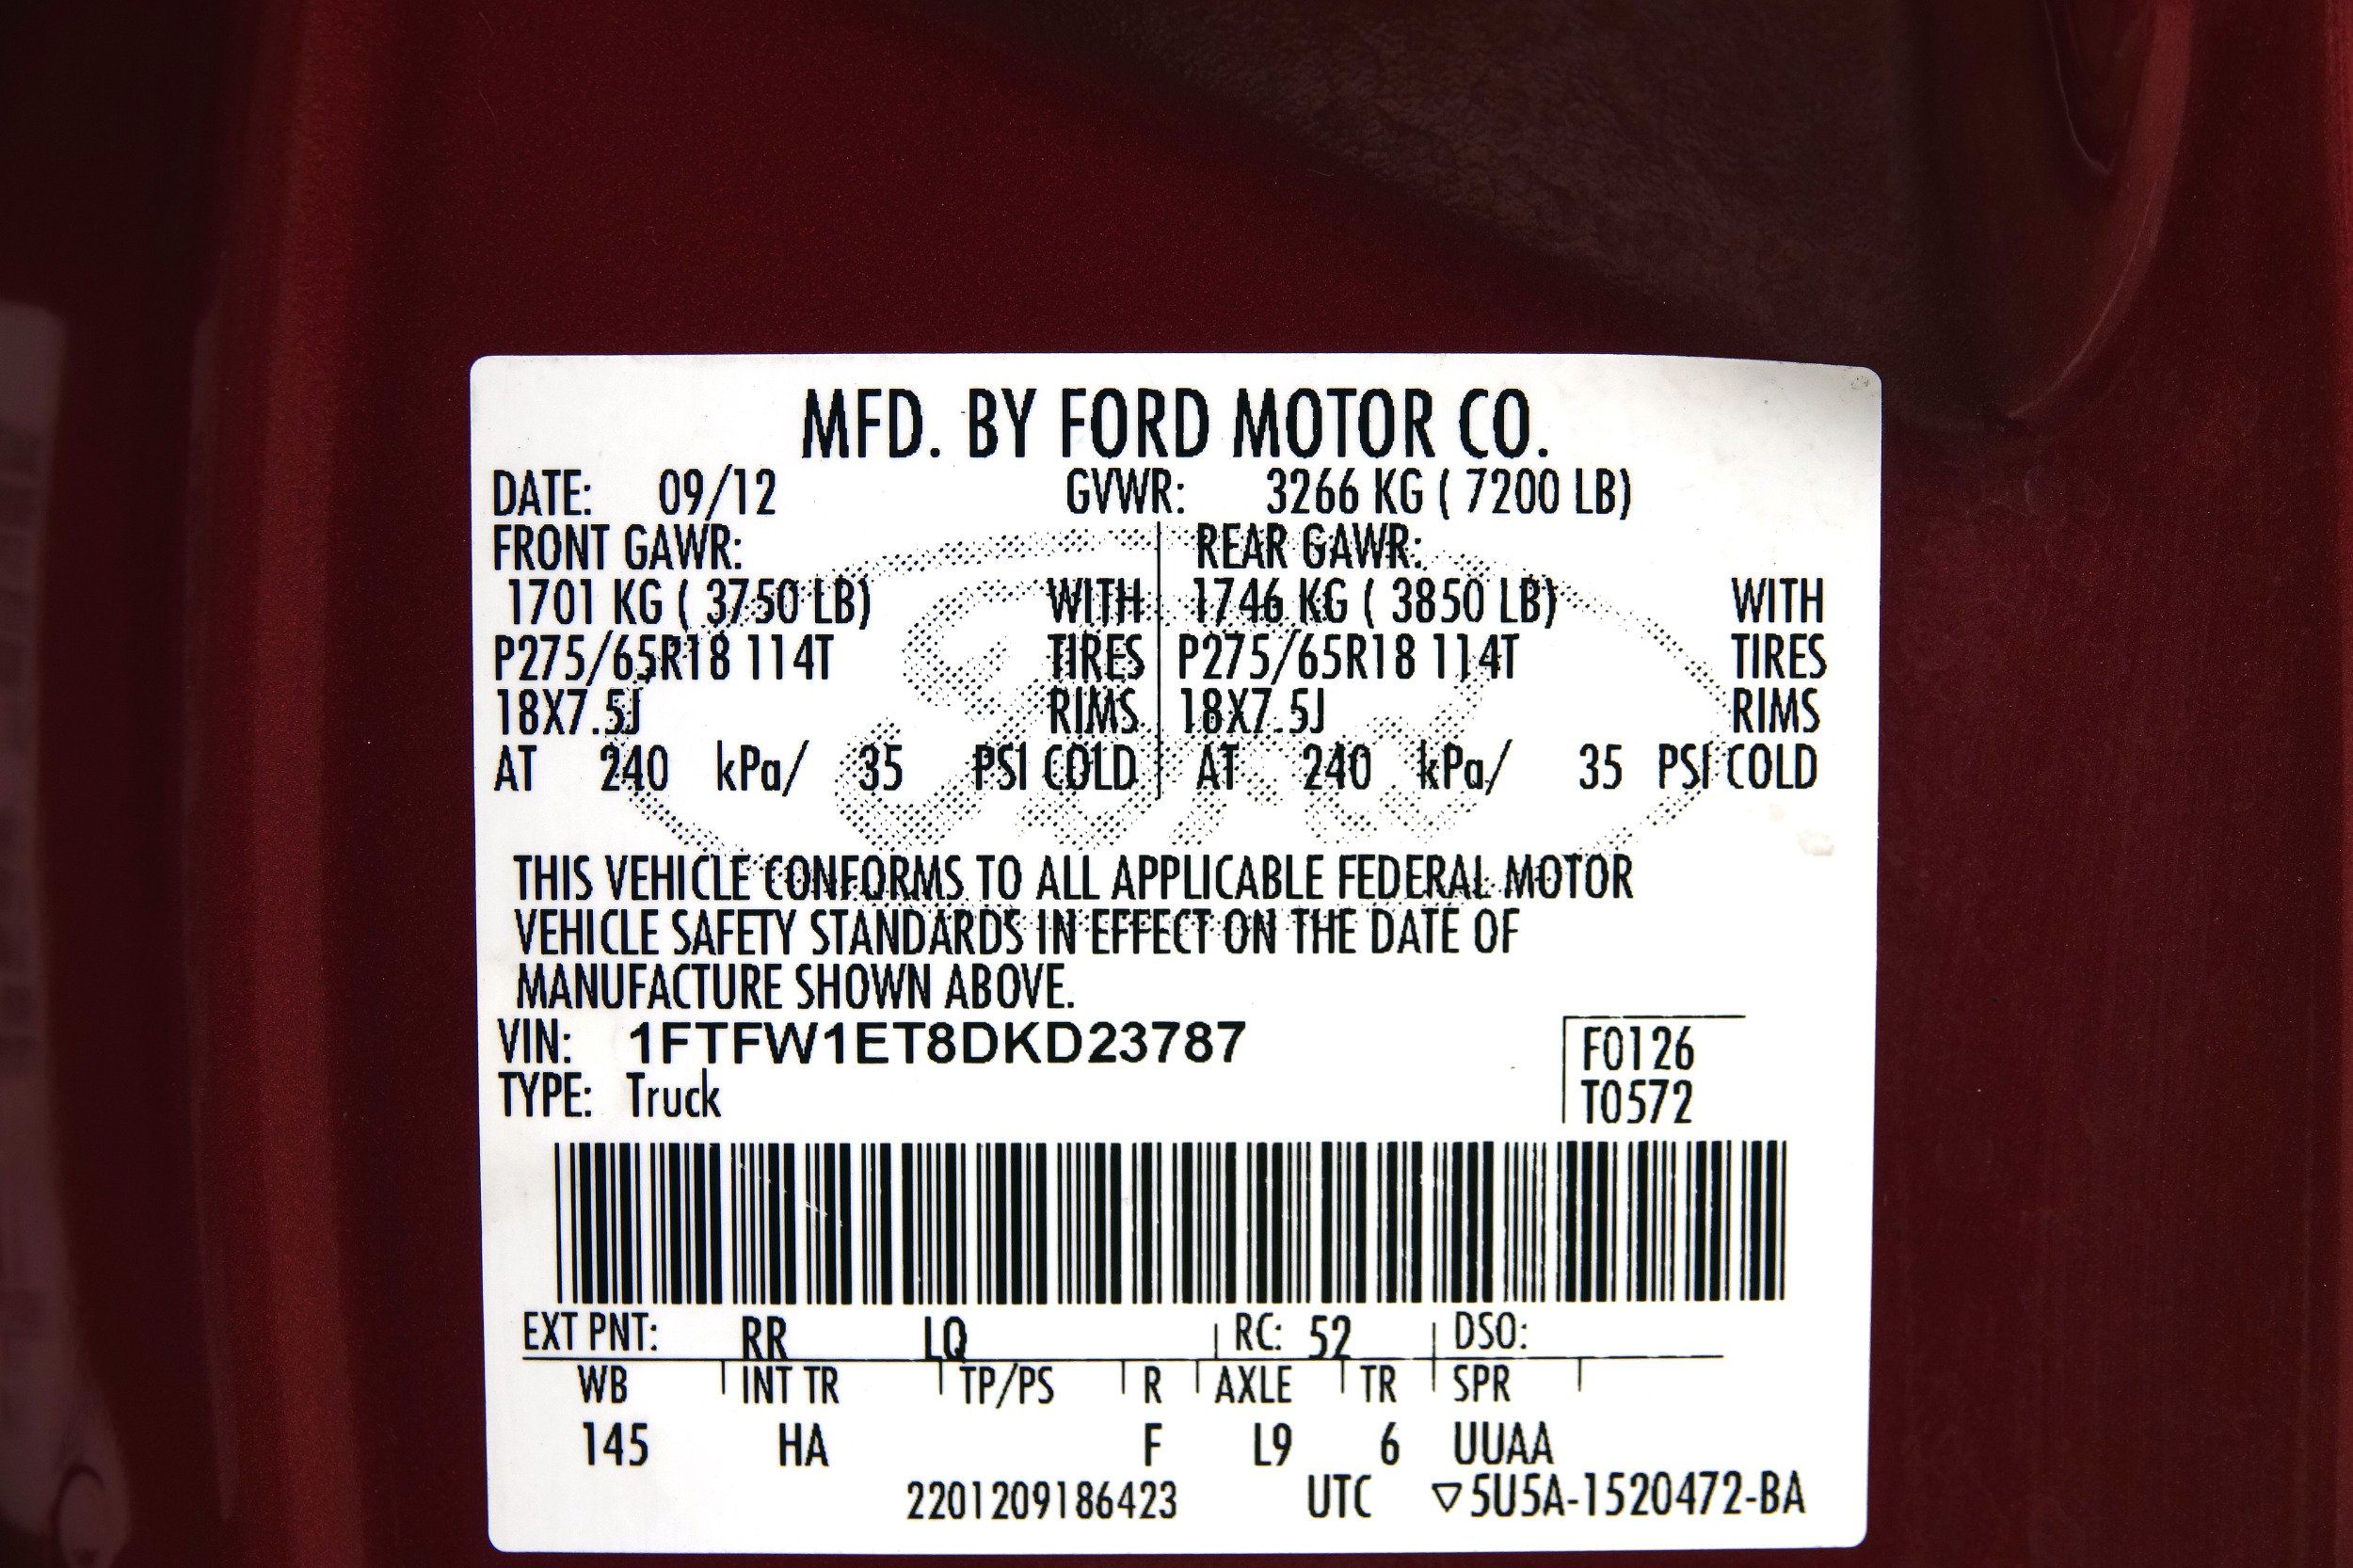 MFD. BY FORD MOTOR CO.
DATE: 09/12 GVWR: 3266 KG ( 7200 LB)
FRONT GAWR: REAR GAWR:
1701 KG ( 3750 LB) WITH 1746 KG ( 3850 LB) WITH
P275/65R18 114T TIRES P275/65R18 114T TIRES
18X7.5J RIMS 18X7.5J RIMS
AT 240 kPa/ 35 PSI COLD AT 240 kPa/ 35 PSI COLD
Ford
THIS VEHICLE CONFORMS TO ALL APPLICABLE FEDERAL MOTOR
VEHICLE SAFETY STANDARDS IN EFFECT ON THE DATE OF
MANUFACTURE SHOWN ABOVE.
VIN: 1FTFW1ET8DKD23787 F0126
TYPE: Truck T0572
EXT PNT: RR LQ RC: 52 DSO:
WB INT TR TP/PS R AXLE TR SPR
145 HA F L9 6 UUAA
2201209186423 UTC ▽5U5A-1520472-BA